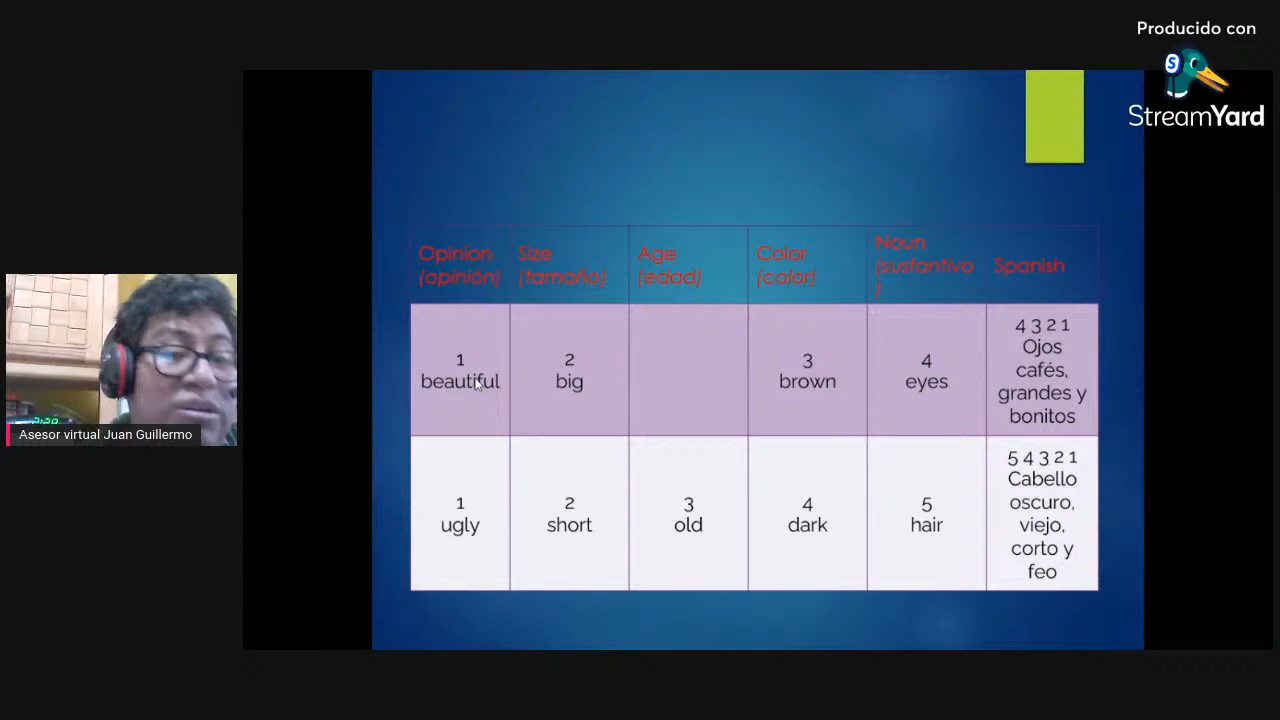 Producido con
S
StreamYard
Opinion
(opinión)
Size
(tamaño)
Age
(edad)
Color
(color)
Noun
(sustantivo
)
Spanish
1
beautiful
2
big
3
brown
4
eyes
4 3 2 1
Ojos
cafés,
grandes y
bonitos
1
ugly
2
short
3
old
4
dark
5
hair
5 4 3 2 1
Cabello
oscuro,
viejo,
corto y
feo
Asesor virtual Juan Guillermo